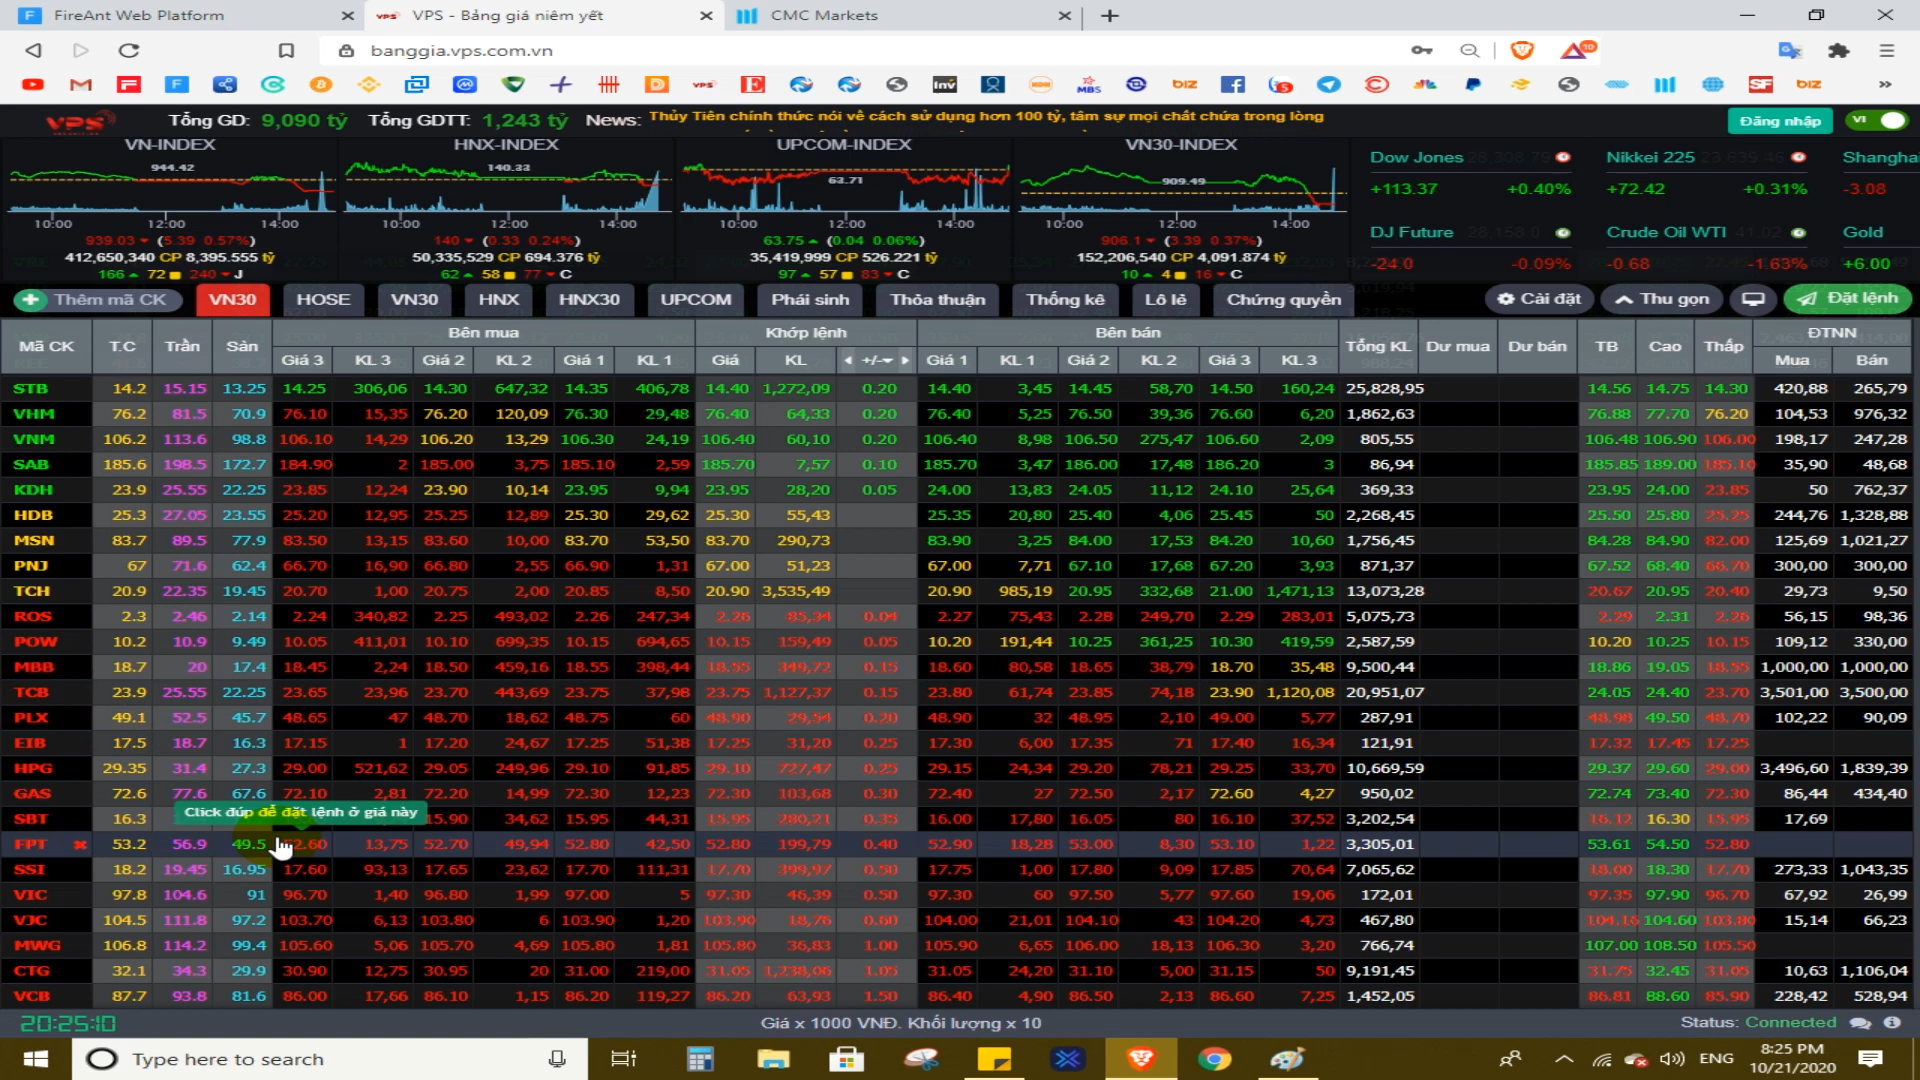 FireAnt Web Platform
VPS - Bảng giá niêm yết
CMC Markets
banggia.vps.com.vn
VPS Tổng GD: 9,090 tỷ Tổng GDTT: 1,243 tỷ News: Thủy Tiên chính thức nói về cách sử dụng hơn 100 tỷ, tâm sự mọi chất chứa trong lòng
Đăng nhập VI
VN-INDEX HNX-INDEX UPCOM-INDEX VN30-INDEX
944.42 140.33 63.71 909.49
10:00 12:00 14:00 10:00 12:00 14:00 10:00 12:00 14:00 10:00 12:00 14:00
939.03 (5.39 0.57%) 140 (0.33 0.24%) 63.75 (0.04 0.06%) 906.1 (3.39 0.37%)
412,650,340 CP 8,395.555 tỷ 50,335,529 CP 694.376 tỷ 35,419,999 CP 526.221 tỷ 152,206,540 CP 4,091.874 tỷ
166 72 240 J 62 58 77 C 97 57 83 C 10 4 16 C
Dow Jones Nikkei 225 Shanghai
+113.37 +0.40% +72.42 +0.31% -3.08
DJ Future Crude Oil WTI 41.02 Gold
-24.0 -0.09% -0.68 -1.63% +6.00
Thêm mã CK VN30 HOSE VN30 HNX HNX30 UPCOM Phái sinh Thỏa thuận Thống kê Lô lẻ Chứng quyền Cài đặt Thu gọn Đặt lệnh
Mã CK T.C Trần Sàn Bên mua Khớp lệnh Bên bán Tổng KL Dư mua Dư bán TB Cao Thấp ĐTNN
Giá 3 KL 3 Giá 2 KL 2 Giá 1 KL 1 Giá KL +/- Giá 1 KL 1 Giá 2 KL 2 Giá 3 KL 3 Mua Bán
STB 14.2 15.15 13.25 14.25 306,06 14.30 647,32 14.35 406,78 14.40 1,272,09 0.20 14.40 3,45 14.45 58,70 14.50 160,24 25,828,95 14.56 14.75 14.30 420,88 265,79
VHM 76.2 81.5 70.9 76.10 15,35 76.20 120,09 76.30 29,48 76.40 64,33 0.20 76.40 5,25 76.50 39,36 76.60 6,20 1,862,63 76.88 77.70 76.20 104,53 976,32
VNM 106.2 113.6 98.8 106.10 14,29 106.20 13,29 106.30 24,19 106.40 60,10 0.20 106.40 8,98 106.50 275,47 106.60 2,09 805,55 106.48 106.90 106.00 198,17 247,28
SAB 185.6 198.5 172.7 184.90 2 185.00 3,75 185.10 2,59 185.70 7,57 0.10 185.70 3,47 186.00 17,48 186.20 3 86,94 185.85 189.00 185.10 35,90 48,68
KDH 23.9 25.55 22.25 23.85 12,24 23.90 10,14 23.95 9,94 23.95 28,20 0.05 24.00 13,83 24.05 11,12 24.10 25,64 369,33 23.95 24.00 23.85 50 762,37
HDB 25.3 27.05 23.55 25.20 12,95 25.25 12,89 25.30 29,62 25.30 55,43 25.35 20,80 25.40 4,06 25.45 50 2,268,45 25.50 25.80 25.25 244,76 1,328,88
MSN 83.7 89.5 77.9 83.50 13,15 83.60 10,00 83.70 53,50 83.70 290,73 83.90 3,25 84.00 17,53 84.20 10,60 1,756,45 84.28 84.90 82.00 125,69 1,021,27
PNJ 67 71.6 62.4 66.70 16,90 66.80 2,55 66.90 1,31 67.00 51,23 67.00 7,71 67.10 17,68 67.20 3,93 871,37 67.52 68.40 66.70 300,00 300,00
TCH 20.9 22.35 19.45 20.70 1,00 20.75 2,00 20.85 8,50 20.90 3,535,49 20.90 985,19 20.95 332,68 21.00 1,471,13 13,073,28 20.67 20.95 20.40 29,73 9,50
ROS 2.3 2.46 2.14 2.24 340,82 2.25 493,02 2.26 247,34 2.26 85,34 0.04 2.27 75,43 2.28 249,70 2.29 283,01 5,075,73 2.29 2.31 2.26 56,15 98,36
POW 10.2 10.9 9.49 10.05 411,01 10.10 699,35 10.15 694,65 10.15 159,49 0.05 10.20 191,44 10.25 361,25 10.30 419,59 2,587,59 10.20 10.25 10.15 109,12 330,00
MBB 18.7 20 17.4 18.45 2,24 18.50 459,16 18.55 398,44 18.55 349,72 0.15 18.60 80,58 18.65 38,79 18.70 35,48 9,500,44 18.86 19.05 18.55 1,000,00 1,000,00
TCB 23.9 25.55 22.25 23.65 23,96 23.70 443,69 23.75 37,98 23.75 1,127,37 0.15 23.80 61,74 23.85 74,18 23.90 1,120,08 20,951,07 24.05 24.40 23.70 3,501,00 3,500,00
PLX 49.1 52.5 45.7 48.65 47 48.70 18,62 48.75 60 48.90 29,54 0.20 48.90 32 48.95 2,10 49.00 5,77 287,91 48.98 49.50 48.70 102,22 90,09
EIB 17.5 18.7 16.3 17.15 1 17.20 24,67 17.25 51,38 17.25 31,20 0.25 17.30 6,00 17.35 71 17.40 16,34 121,91 17.32 17.45 17.25
HPG 29.35 31.4 27.3 29.00 521,62 29.05 249,96 29.10 91,85 29.10 727,47 0.25 29.15 24,34 29.20 78,21 29.25 33,70 10,669,59 29.37 29.60 29.00 3,496,60 1,839,39
GAS 72.6 77.6 67.6 72.10 2,81 72.20 14,99 72.30 12,23 72.30 103,68 0.30 72.40 27 72.50 2,17 72.60 4,27 950,02 72.74 73.40 72.30 86,44 434,40
Click đúp để đặt lệnh ở giá này
SBT 16.3 15.90 34,62 15.95 44,31 15.95 280,21 0.35 16.00 17,80 16.05 80 16.10 37,52 3,202,54 16.12 16.30 15.95 17,69
FPT 53.2 56.9 49.5 13,75 52.70 49,94 52.80 42,50 52.80 199,79 0.40 52.90 18,28 53.00 8,30 53.10 1,22 3,305,01 53.61 54.50 52.80
SSI 18.2 19.45 16.95 17.60 93,13 17.65 23,62 17.70 111,31 17.70 399,97 0.50 17.75 1,00 17.80 9,09 17.85 70,64 7,065,62 18.00 18.30 17.70 273,33 1,043,35
VIC 97.8 104.6 91 96.70 1,40 96.80 1,99 97.00 5 97.30 46,39 0.50 97.30 60 97.50 5,77 97.60 19,06 172,01 97.35 97.90 96.70 67,92 26,99
VJC 104.5 111.8 97.2 103.70 6,13 103.80 6 103.90 1,20 103.90 18,76 0.60 104.00 21,01 104.10 43 104.20 4,73 467,80 104.16 104.60 103.80 15,14 66,23
MWG 106.8 114.2 99.4 105.60 5,06 105.70 4,69 105.80 1,81 105.80 36,83 1.00 105.90 6,65 106.00 18,13 106.30 3,20 766,74 107.00 108.50 105.50
CTG 32.1 34.3 29.9 30.90 12,75 30.95 20 31.00 219,00 31.05 1,238,06 1.05 31.05 24,20 31.10 5,00 31.15 50 9,191,45 31.75 32.45 31.05 10,63 1,106,04
VCB 87.7 93.8 81.6 86.00 17,66 86.10 1,15 86.20 119,27 86.20 63,93 1.50 86.40 4,90 86.50 2,13 86.60 7,25 1,452,05 86.81 88.60 85.90 228,42 528,94
20:25:10 Giá x 1000 VNĐ. Khối lượng x 10 Status: Connected
Type here to search ENG 8:25 PM
10/21/2020